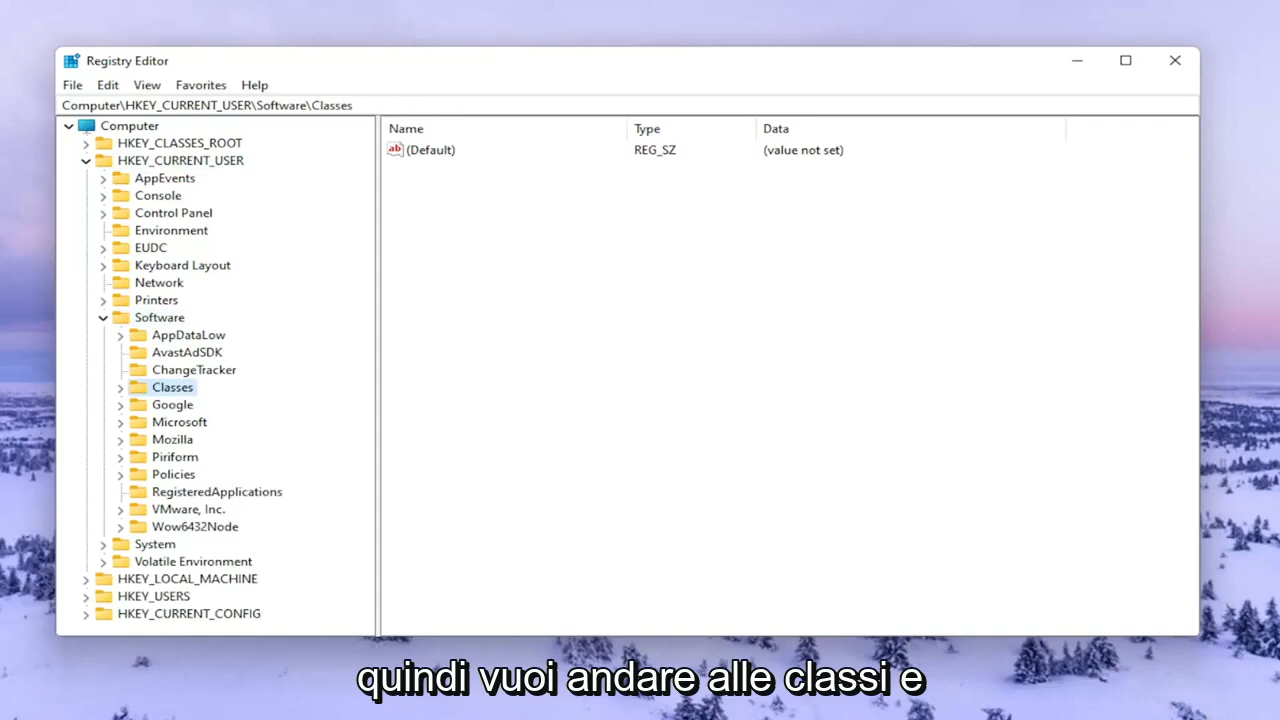 Registry Editor
File Edit View Favorites Help
Computer\HKEY_CURRENT_USER\Software\Classes
Computer
HKEY_CLASSES_ROOT
HKEY_CURRENT_USER
AppEvents
Console
Control Panel
Environment
EUDC
Keyboard Layout
Network
Printers
Software
AppDataLow
AvastAdSDK
ChangeTracker
Classes
Google
Microsoft
Mozilla
Piriform
Policies
RegisteredApplications
VMware, Inc.
Wow6432Node
System
Volatile Environment
HKEY_LOCAL_MACHINE
HKEY_USERS
HKEY_CURRENT_CONFIG
Name Type Data
ab (Default) REG_SZ (value not set)
quindi vuoi andare alle classi e